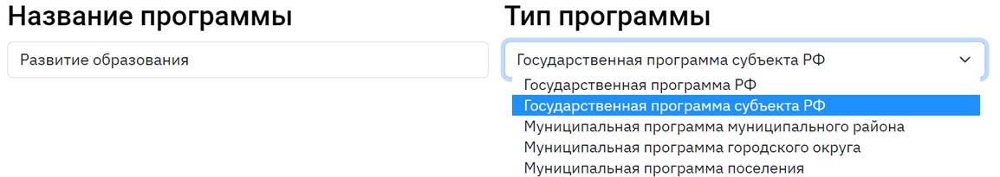 Название программы
Развитие образования
Тип программы
Государственная программа субъекта РФ
Государственная программа РФ
Государственная программа субъекта РФ
Муниципальная программа муниципального района
Муниципальная программа городского округа
Муниципальная программа поселения